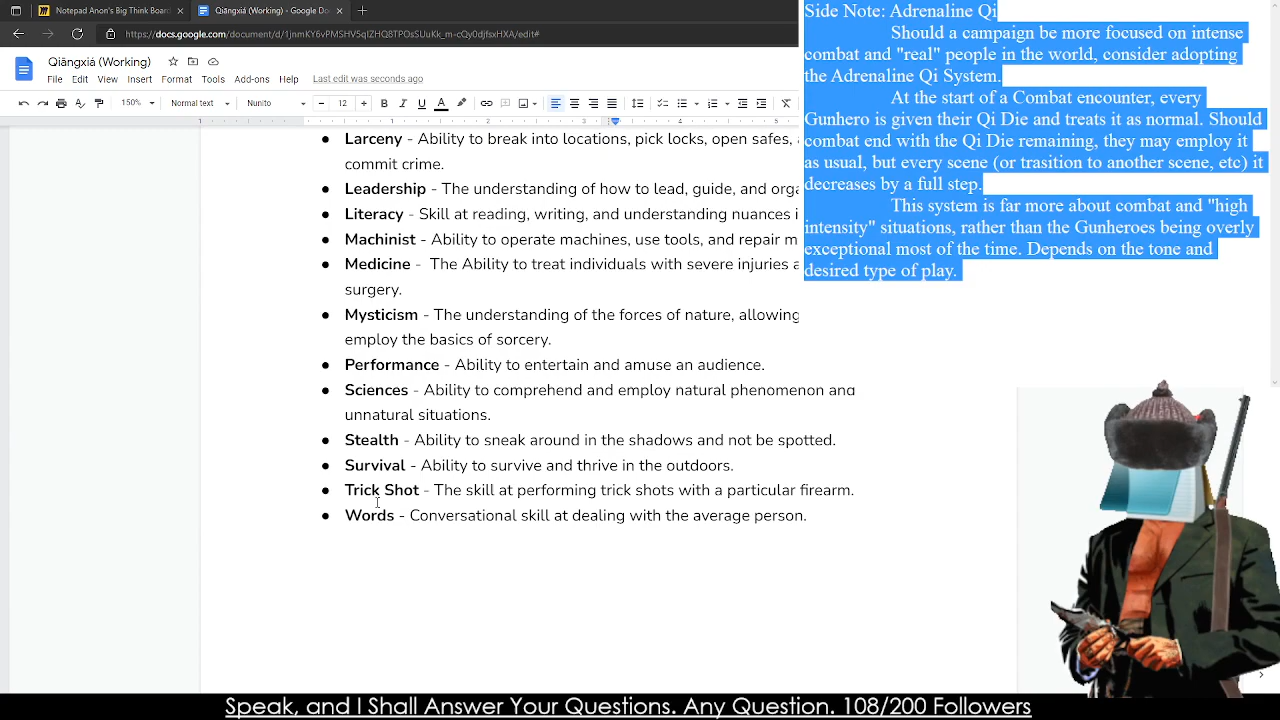 Notepad Anon's Big Think Board
Qiāngxiá (Working) - Google Do
https://docs.google.com/document/d/1jnmKY6vPMSHVSqIZHQ8TPOsSUuKk_m-cQy0djfsxHXA/edit#
Qiāngxiá (Working)
File Edit View Insert Format Tools Add-ons Help Last edit was seconds ago
150% Normal text Nunito 12 B I U A
1 1 2 3 4 5
Larceny - Ability to break into locations, pick locks, open safes,
commit crime.
Leadership - The understanding of how to lead, guide, and orga
Literacy - Skill at reading, writing, and understanding nuances i
Machinist - Ability to operate machines, use tools, and repair m
Medicine - The Ability to treat individuals with severe injuries a
surgery.
Mysticism - The understanding of the forces of nature, allowing
employ the basics of sorcery.
Performance - Ability to entertain and amuse an audience.
Sciences - Ability to comprehend and employ natural phenomenon and
unnatural situations.
Stealth - Ability to sneak around in the shadows and not be spotted.
Survival - Ability to survive and thrive in the outdoors.
Trick Shot - The skill at performing trick shots with a particular firearm.
Words - Conversational skill at dealing with the average person.
Side Note: Adrenaline Qi
Should a campaign be more focused on intense
combat and "real" people in the world, consider adopting
the Adrenaline Qi System.
At the start of a Combat encounter, every
Gunhero is given their Qi Die and treats it as normal. Should
combat end with the Qi Die remaining, they may employ it
as usual, but every scene (or trasition to another scene, etc) it
decreases by a full step.
This system is far more about combat and "high
intensity" situations, rather than the Gunheroes being overly
exceptional most of the time. Depends on the tone and
desired type of play.
Speak, and I Shall Answer Your Questions. Any Question. 108/200 Followers